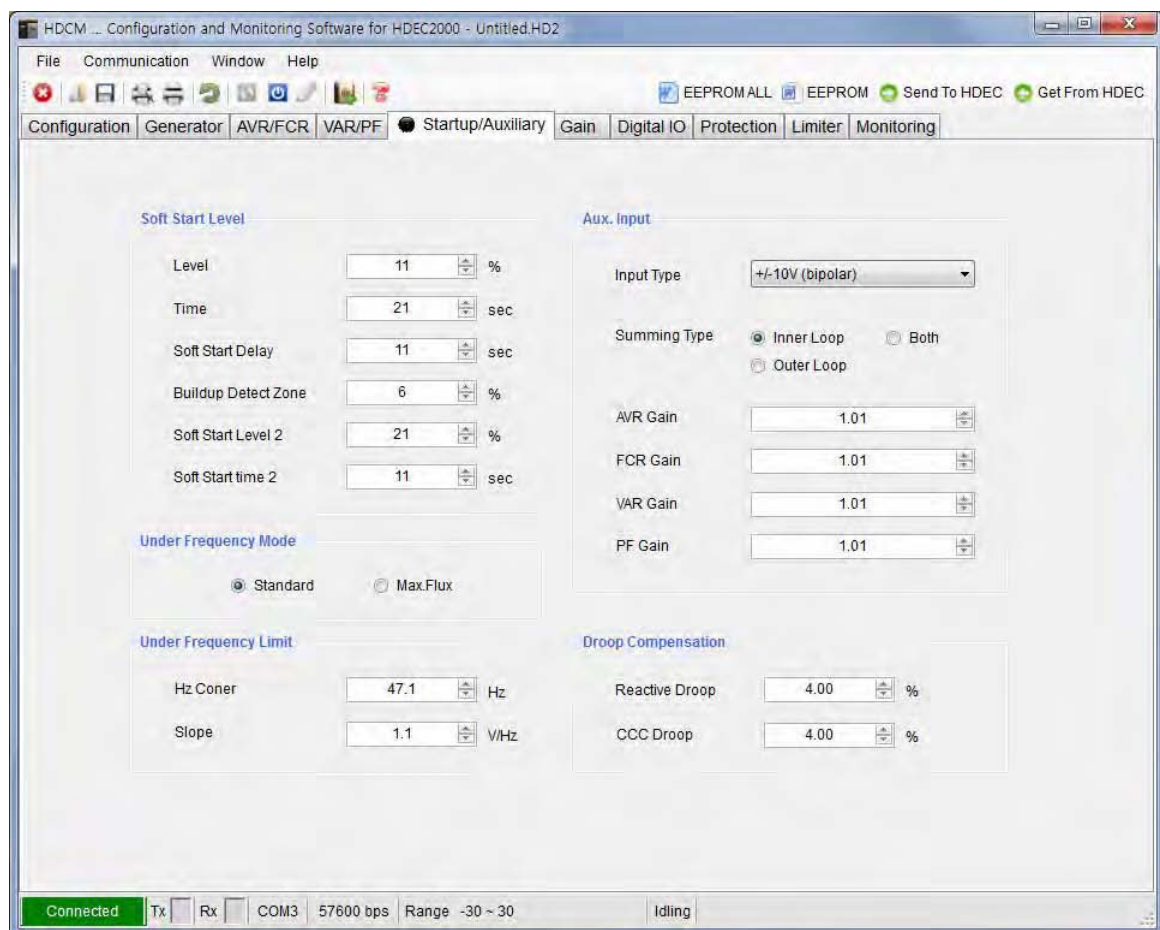 HDCM ... Configuration and Monitoring Software for HDEC2000 - Untitled.HD2
File Communication Window Help
EEPROM ALL EEPROM Send To HDEC Get From HDEC
Configuration Generator AVR/FCR VAR/PF Startup/Auxiliary Gain Digital IO Protection Limiter Monitoring
Soft Start Level
Level 11 %
Time 21 sec
Soft Start Delay 11 sec
Buildup Detect Zone 6 %
Soft Start Level 2 21 %
Soft Start time 2 11 sec
Under Frequency Mode
Standard Max.Flux
Under Frequency Limit
Hz Coner 47.1 Hz
Slope 1.1 V/Hz
Aux. Input
Input Type +/-10V (bipolar)
Summing Type Inner Loop Both
Outer Loop
AVR Gain 1.01
FCR Gain 1.01
VAR Gain 1.01
PF Gain 1.01
Droop Compensation
Reactive Droop 4.00 %
CCC Droop 4.00 %
Connected Tx Rx COM3 57600 bps Range -30 ~ 30 Idling